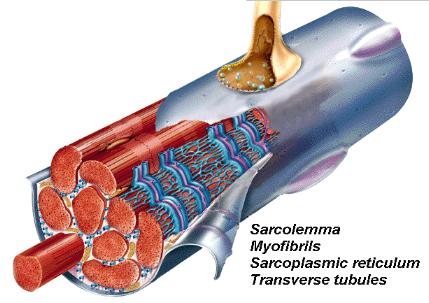 Sarcolemma
Myofibrils
Sarcoplasmic reticulum
Transverse tubules